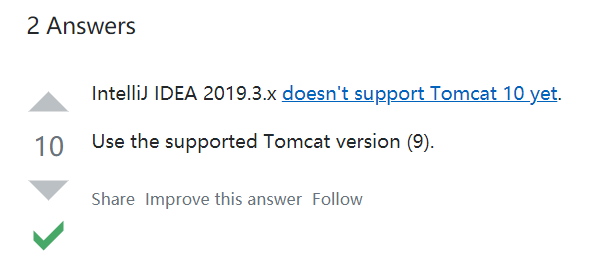 2 Answers
IntelliJ IDEA 2019.3.x doesn't support Tomcat 10 yet.
10
Use the supported Tomcat version (9).
Share Improve this answer Follow